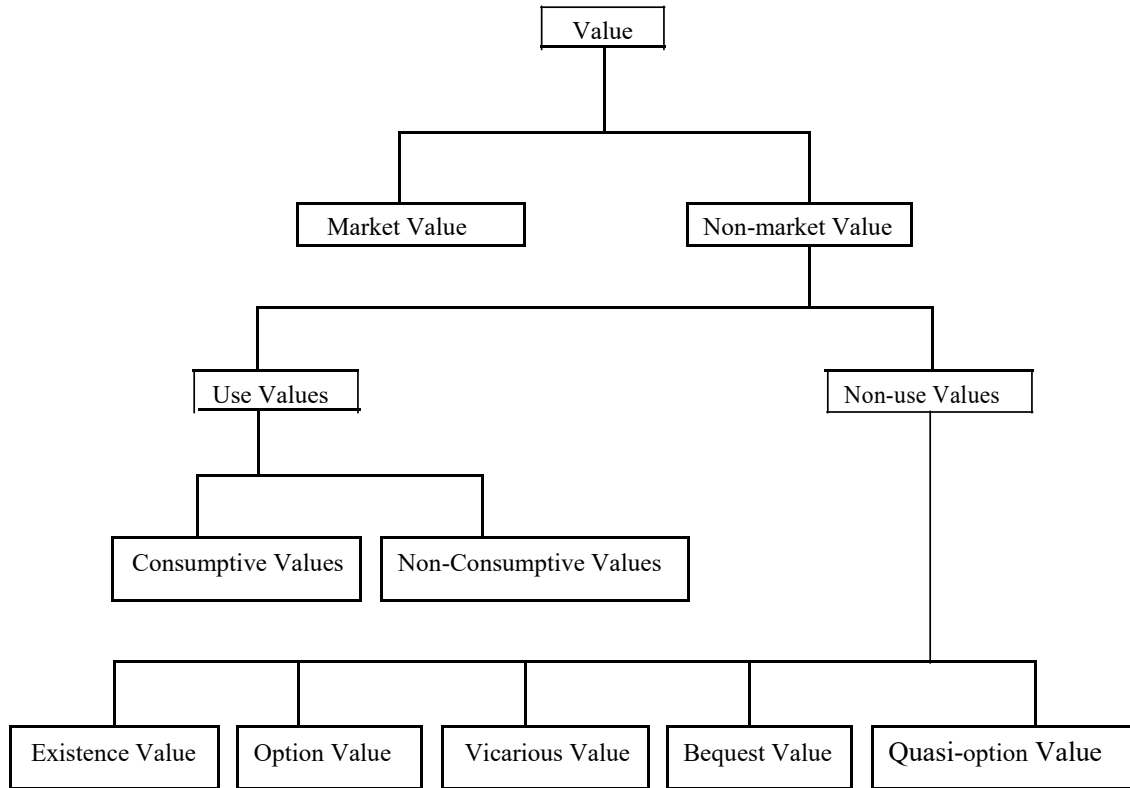 Value
Market Value
Non-market Value
Use Values
Non-use Values
Consumptive Values
Non-Consumptive Values
Existence Value
Option Value
Vicarious Value
Bequest Value
Quasi-option Value